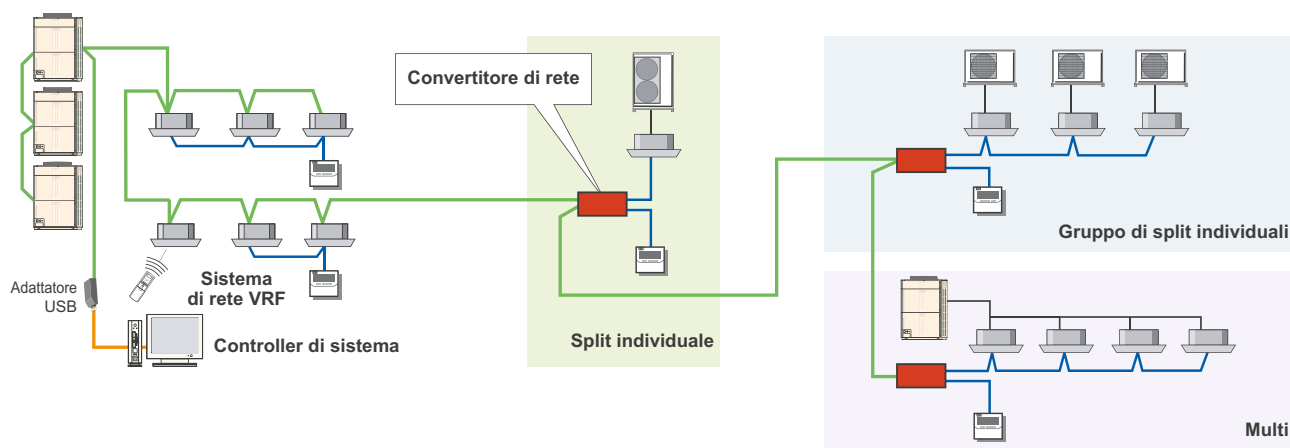 Convertitore di rete
Gruppo di split individuali
Adattatore
USB
Sistema
di rete VRF
Controller di sistema
Split individuale
Multi